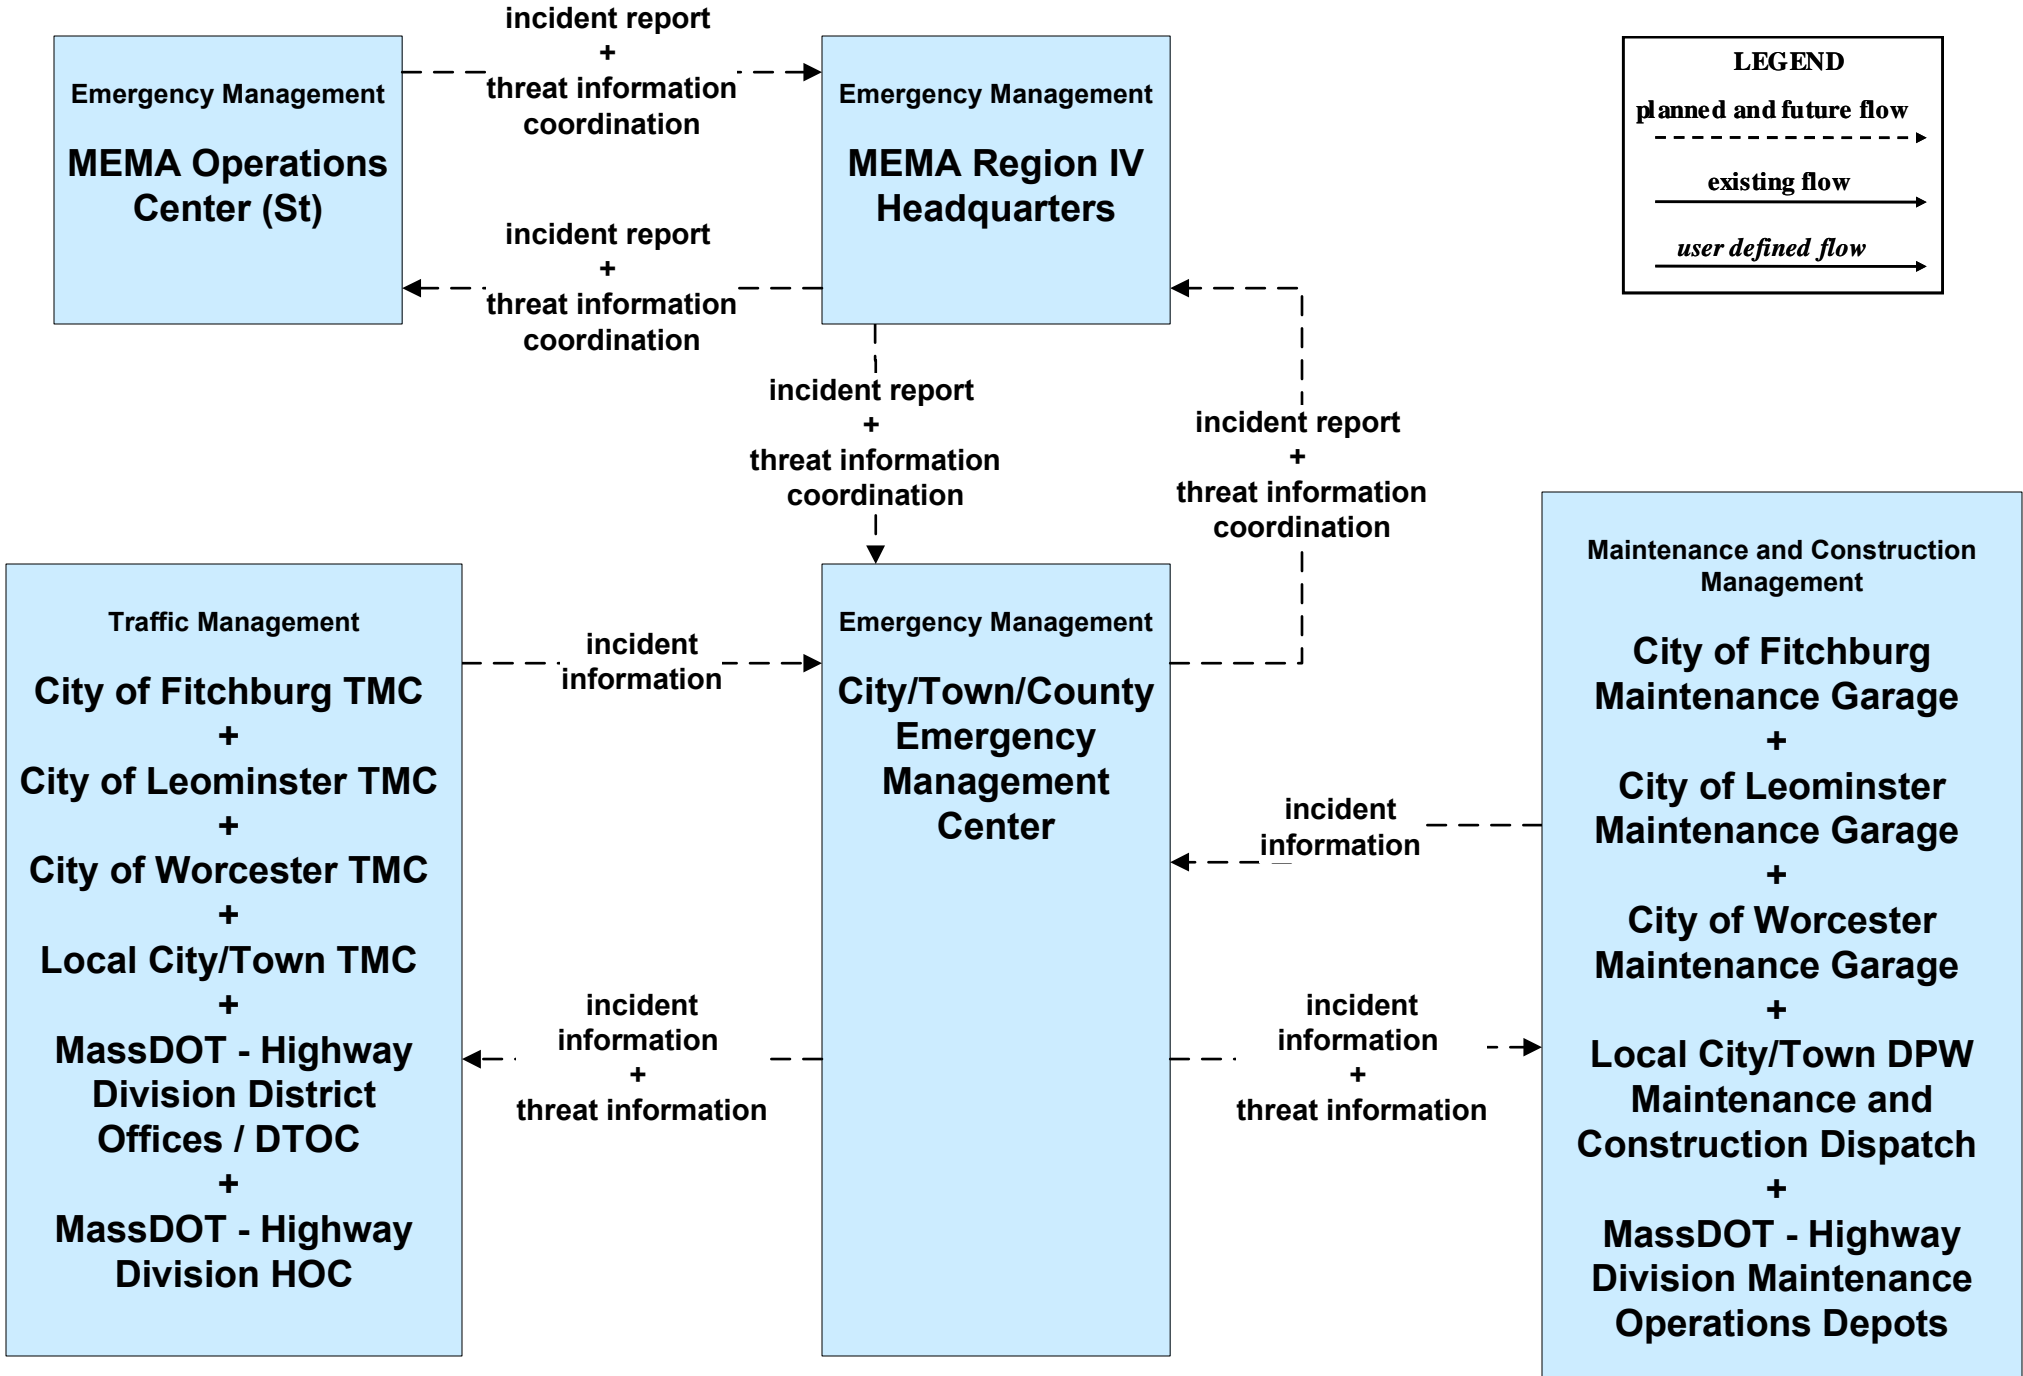 incident report
+
threat information
coordination
Emergency Management
MEMA Operations
Center (St)
Emergency Management
MEMA Region IV
Headquarters
LEGEND
planned and future flow
existing flow
user defined flow
incident report
+
threat information
coordination
incident report
+
threat information
coordination
incident report
+
threat information
coordination
Traffic Management
City of Fitchburg TMC
+
City of Leominster TMC
+
City of Worcester TMC
+
Local City/Town TMC
+
MassDOT - Highway
Division District
Offices / DTOC
+
MassDOT - Highway
Division HOC
incident
information
incident
information
+
threat information
Emergency Management
City/Town/County
Emergency
Management
Center
incident
information
incident
information
+
threat information
Maintenance and Construction
Management
City of Fitchburg
Maintenance Garage
+
City of Leominster
Maintenance Garage
+
City of Worcester
Maintenance Garage
+
Local City/Town DPW
Maintenance and
Construction Dispatch
+
MassDOT - Highway
Division Maintenance
Operations Depots